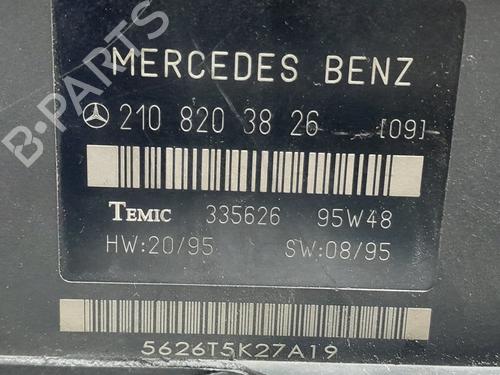 B-PARTS
MERCEDES BENZ
210 820 38 26 [09]
TEMIC 335626 95W48
HW:20/95 SW:08/95
5626T5K27A19